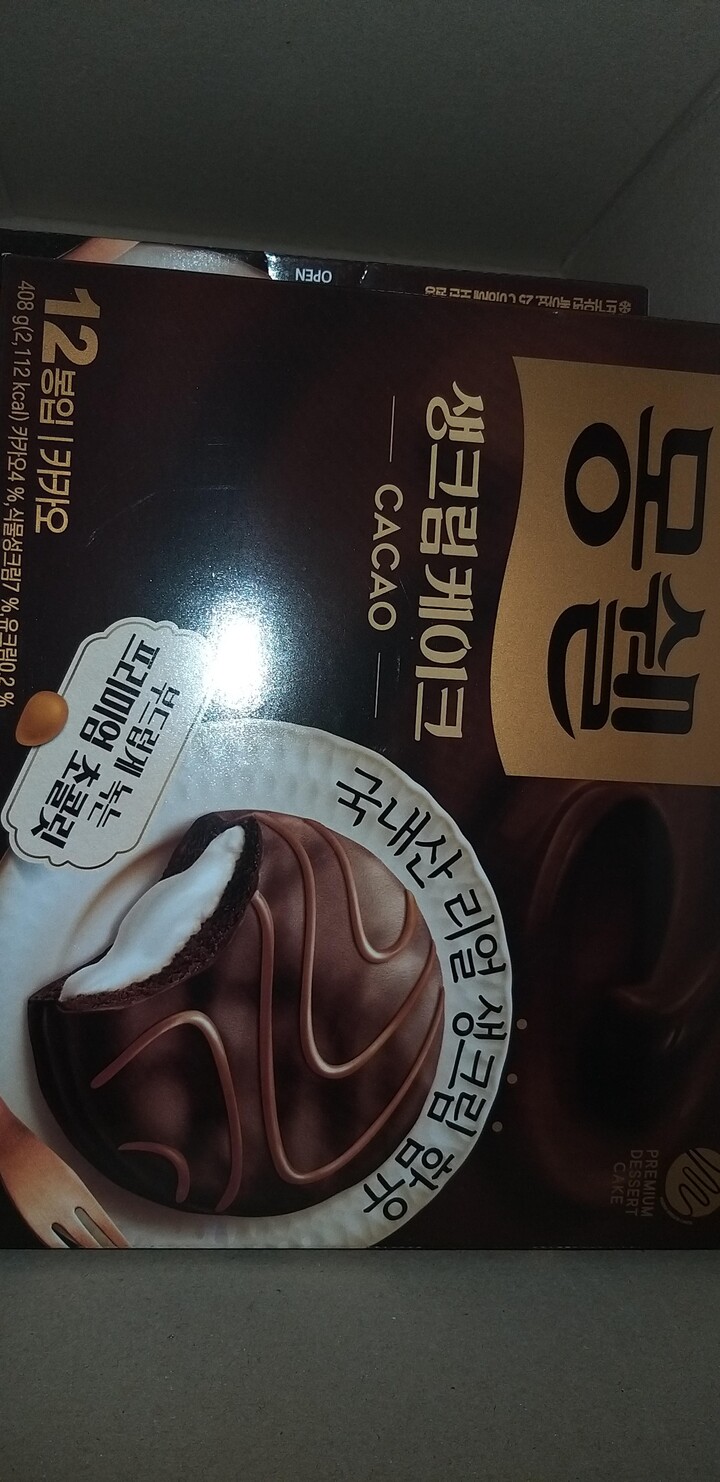 몽쉘
생크림케이크
CACAO
국내산 리얼 생크림 함유
부드럽게 녹는
프리미엄 초콜릿
PREMIUM
DESSERT
CAKE
12봉입 | 카카오
408 g(2,112 kcal) 카카오4 %, 식물성크림7 %, 유크림0.2 %
OPEN